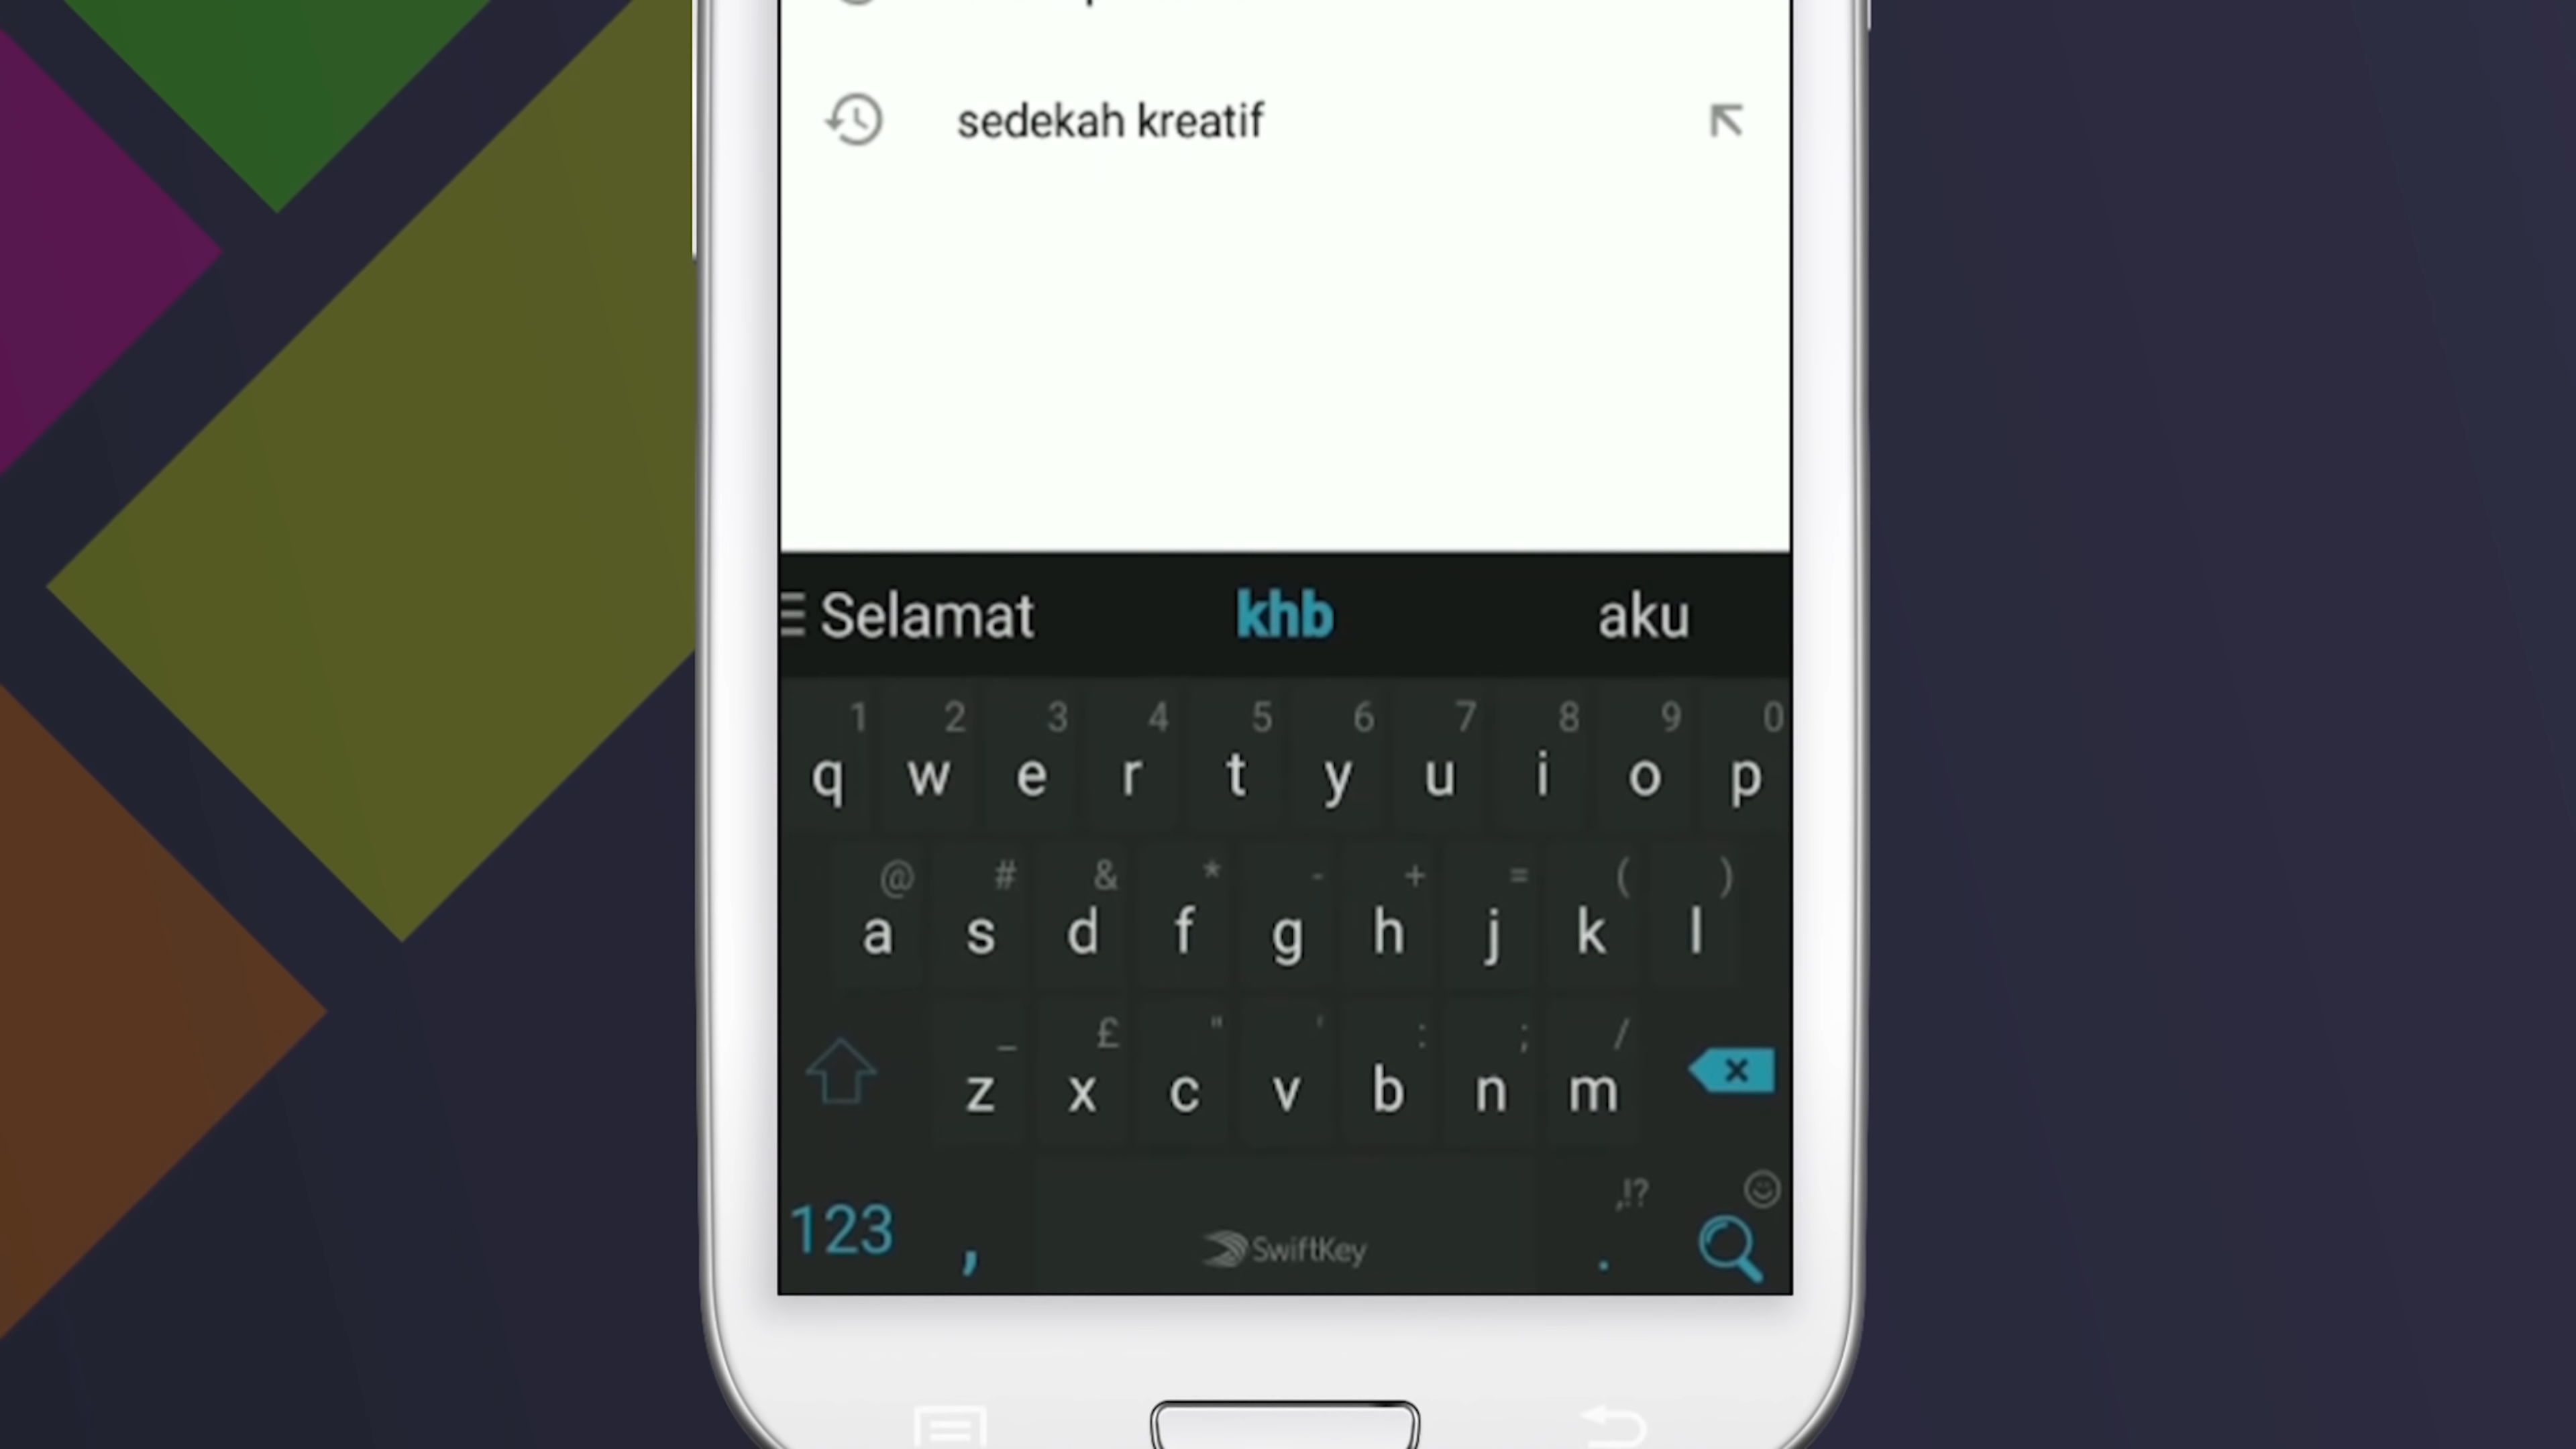 sedekah kreatif
Selamat khb aku
1 2 3 4 5 6 7 8 9 0
q w e r t y u i o p
@ # & * - + = ( )
a s d f g h j k l
_ £ " ' : ; /
z x c v b n m
,!?
123 , SwiftKey .